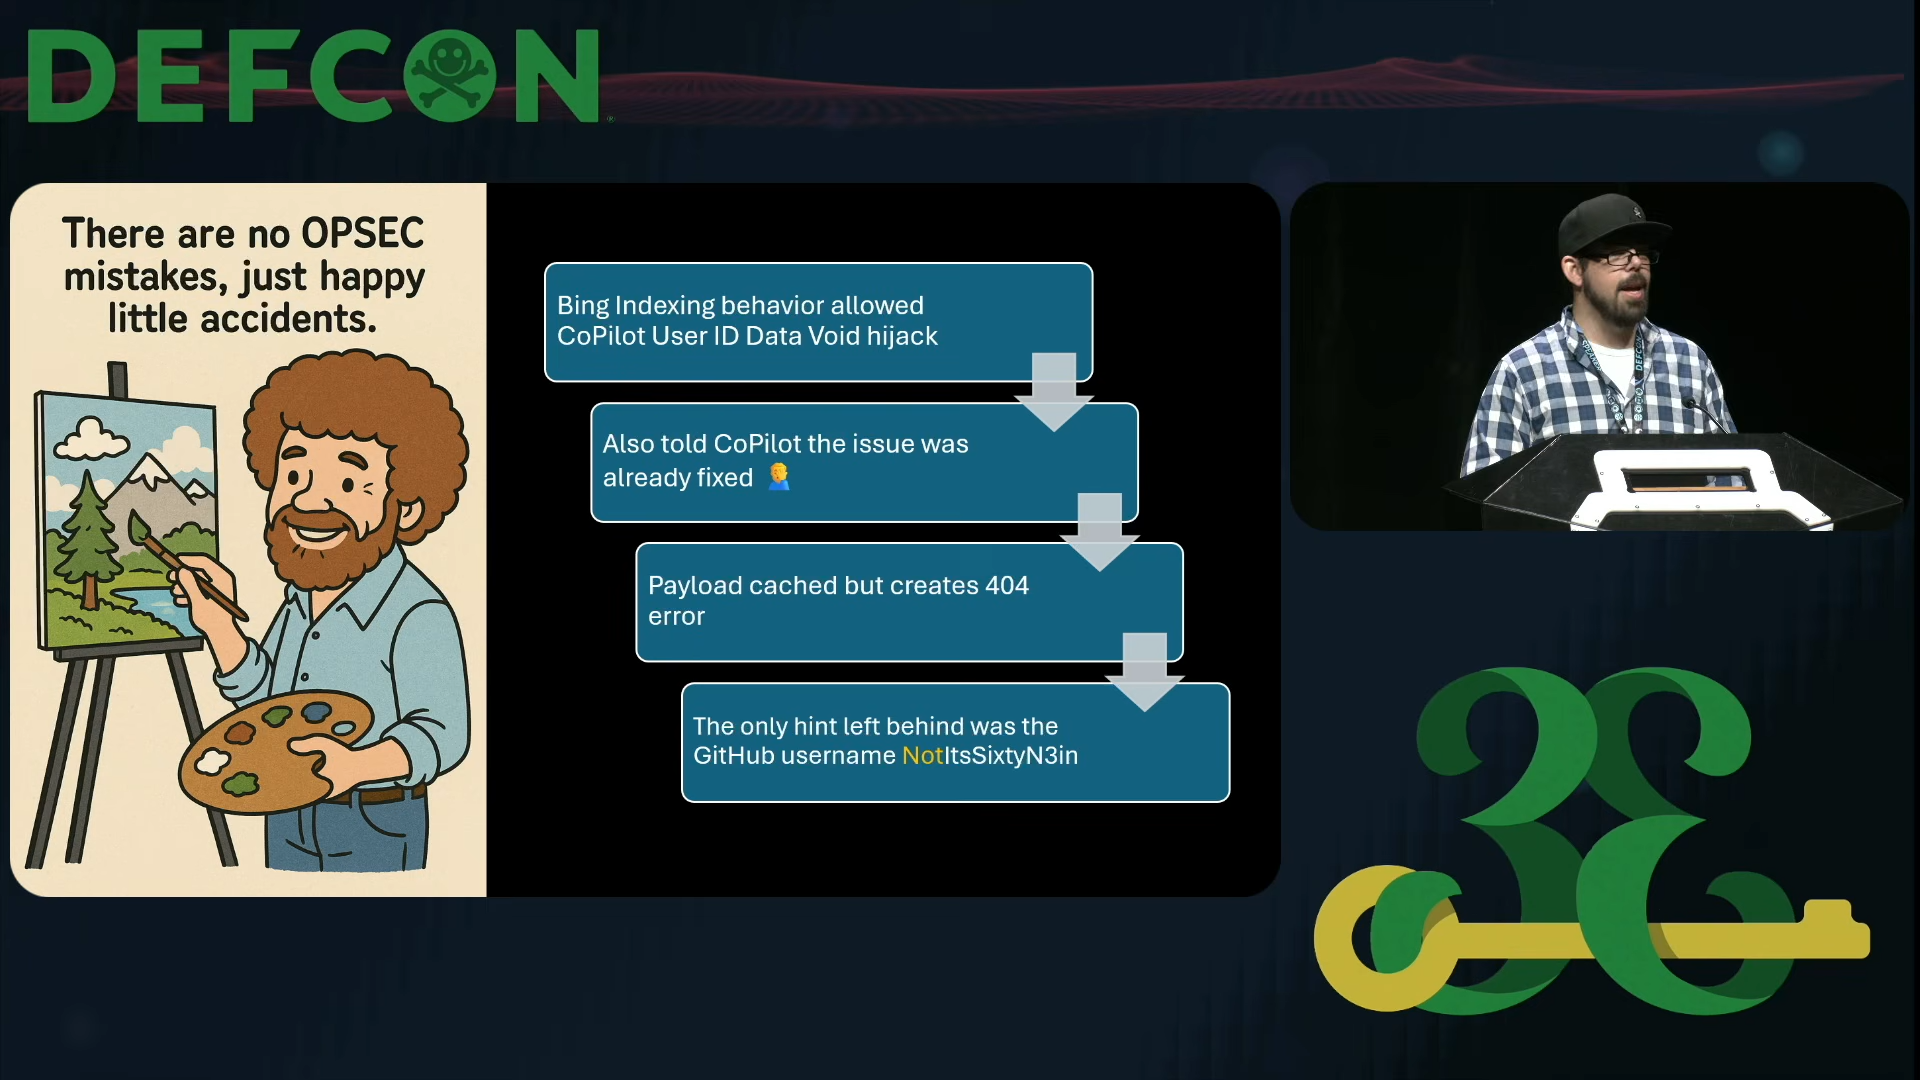 DEFCON
There are no OPSEC
mistakes, just happy
little accidents.
Bing Indexing behavior allowed
CoPilot User ID Data Void hijack
Also told CoPilot the issue was
already fixed 🤦‍♂️
Payload cached but creates 404
error
The only hint left behind was the
GitHub username NotItsSixtyN3in
DEFCON